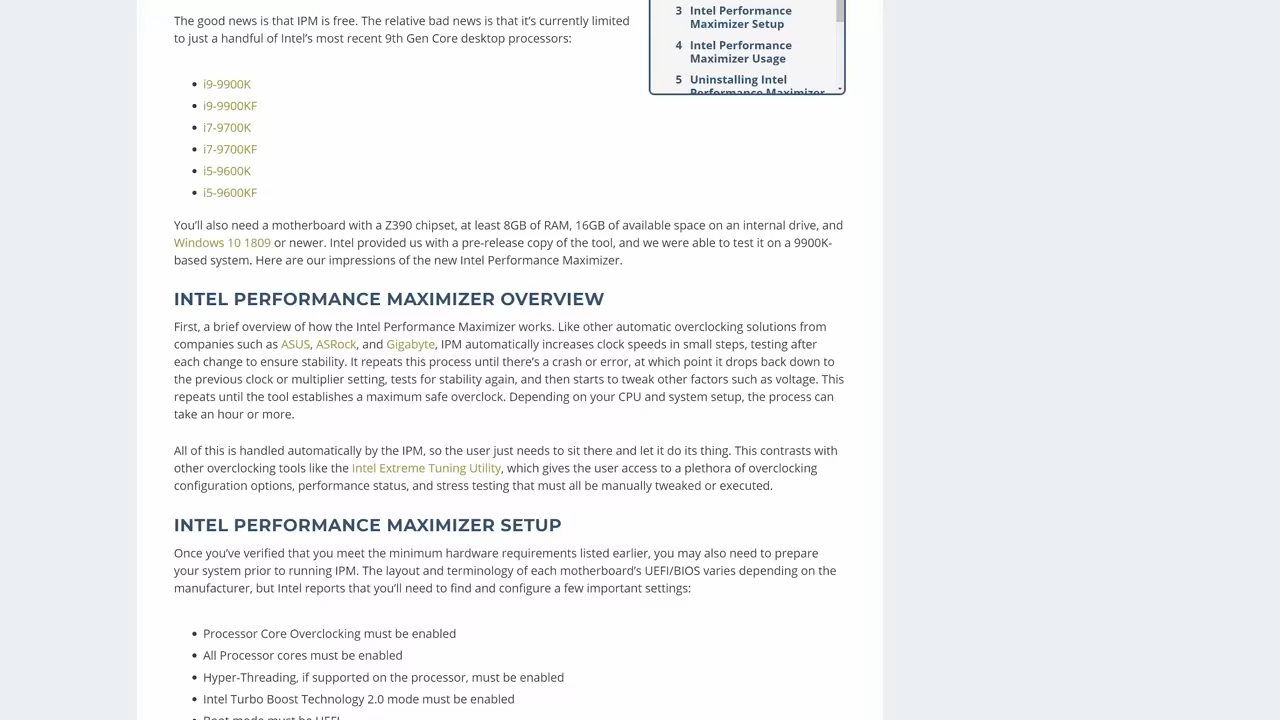 The good news is that IPM is free. The relative bad news is that it’s currently limited
to just a handful of Intel’s most recent 9th Gen Core desktop processors:
3 Intel Performance
Maximizer Setup
4 Intel Performance
Maximizer Usage
5 Uninstalling Intel
Performance Maximizer
• i9-9900K
• i9-9900KF
• i7-9700K
• i7-9700KF
• i5-9600K
• i5-9600KF
You’ll also need a motherboard with a Z390 chipset, at least 8GB of RAM, 16GB of available space on an internal drive, and
Windows 10 1809 or newer. Intel provided us with a pre-release copy of the tool, and we were able to test it on a 9900K-
based system. Here are our impressions of the new Intel Performance Maximizer.
INTEL PERFORMANCE MAXIMIZER OVERVIEW
First, a brief overview of how the Intel Performance Maximizer works. Like other automatic overclocking solutions from
companies such as ASUS, ASRock, and Gigabyte, IPM automatically increases clock speeds in small steps, testing after
each change to ensure stability. It repeats this process until there’s a crash or error, at which point it drops back down to
the previous clock or multiplier setting, tests for stability again, and then starts to tweak other factors such as voltage. This
repeats until the tool establishes a maximum safe overclock. Depending on your CPU and system setup, the process can
take an hour or more.
All of this is handled automatically by the IPM, so the user just needs to sit there and let it do its thing. This contrasts with
other overclocking tools like the Intel Extreme Tuning Utility, which gives the user access to a plethora of overclocking
configuration options, performance status, and stress testing that must all be manually tweaked or executed.
INTEL PERFORMANCE MAXIMIZER SETUP
Once you’ve verified that you meet the minimum hardware requirements listed earlier, you may also need to prepare
your system prior to running IPM. The layout and terminology of each motherboard’s UEFI/BIOS varies depending on the
manufacturer, but Intel reports that you’ll need to find and configure a few important settings:
• Processor Core Overclocking must be enabled
• All Processor cores must be enabled
• Hyper-Threading, if supported on the processor, must be enabled
• Intel Turbo Boost Technology 2.0 mode must be enabled
• Boot mode must be UEFI